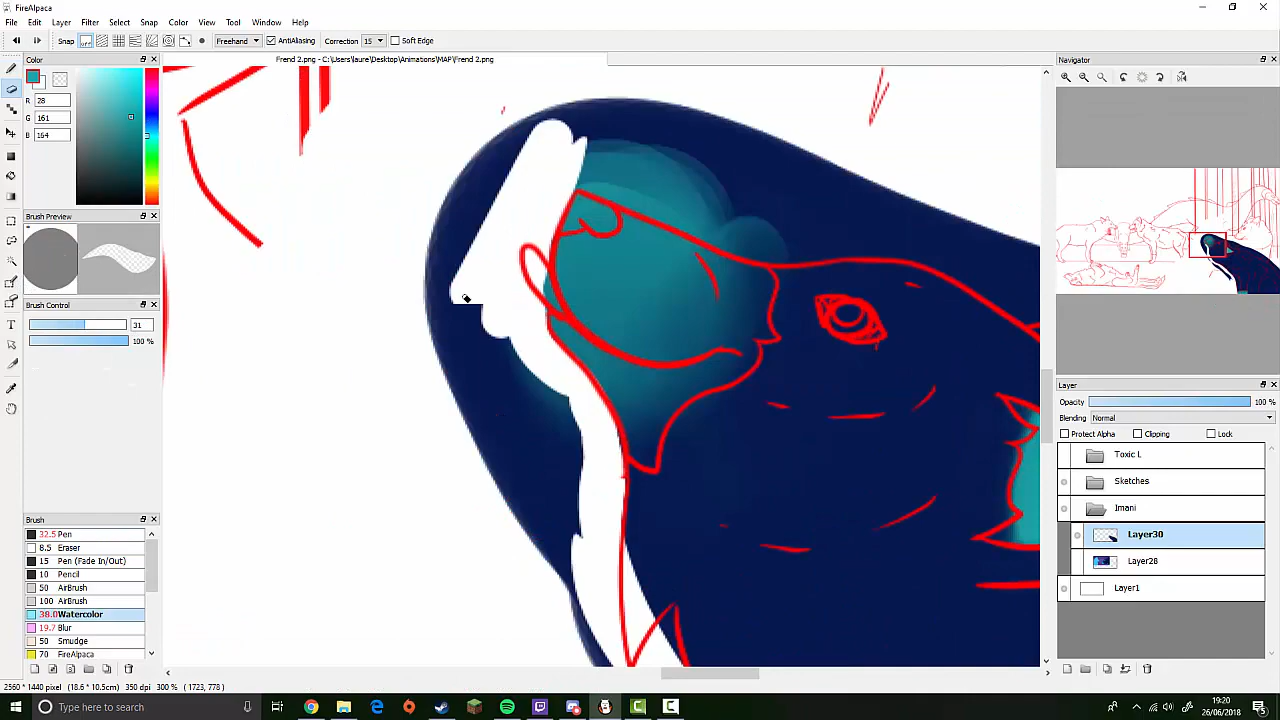 FireAlpaca
File Edit Layer Filter Select Snap Color View Tool Window Help
Snap OFF Freehand AntiAliasing Correction 15 Soft Edge
Color
Frend 2.png - C:\Users\laure\Desktop\Animations\MAP\Frend 2.png
Navigator
R 28
G 161
B 164
Brush Preview
Brush Control
31
100 %
Layer
Opacity 100 %
Blending Normal
Protect Alpha Clipping Lock
Toxic L
Sketches
Imani
Layer30
Layer28
Layer1
Brush
32.5 Pen
8.5 Eraser
15 Pen (Fade In/Out)
10 Pencil
50 AirBrush
100 AirBrush
38.0 Watercolor
19.7 Blur
50 Smudge
70 FireAlpaca
2560 * 1440 pixel (18.6 * 10.5cm) 350 dpi 300 % ( 1723, 778 )
Type here to search
19:20
26/06/2018